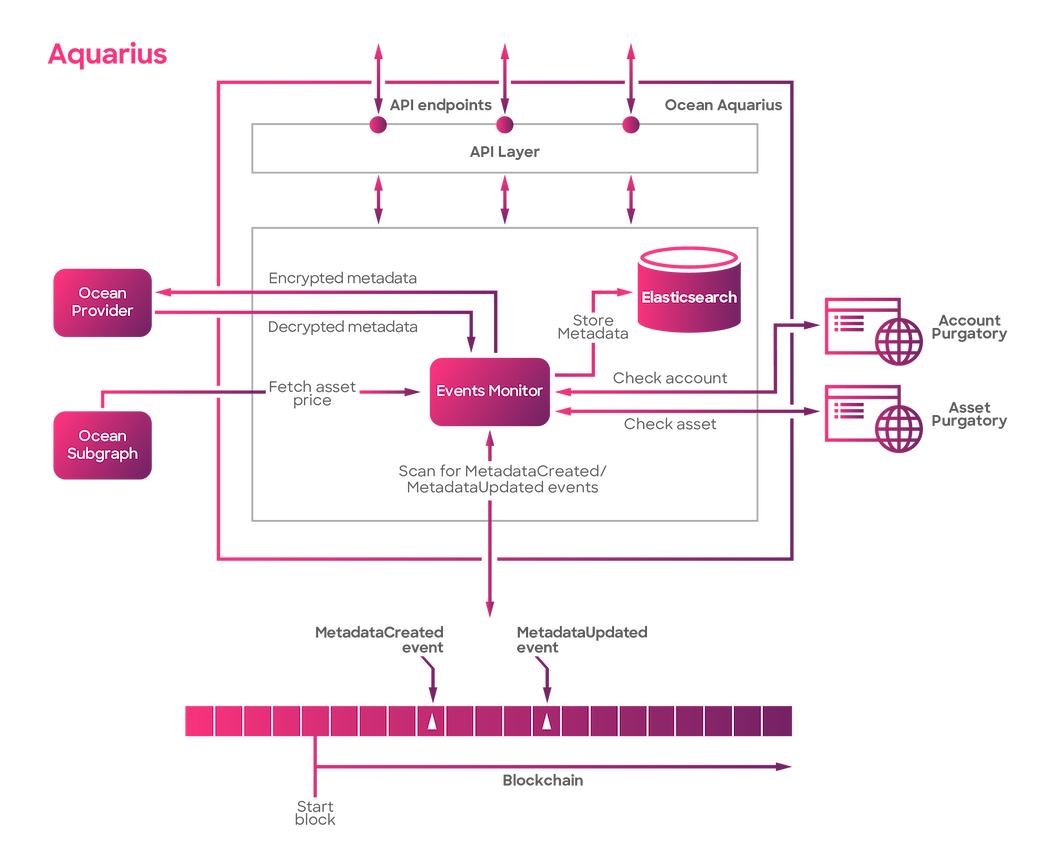 Aquarius
API endpoints
Ocean Aquarius
API Layer
Encrypted metadata
Ocean
Provider
Decrypted metadata
Elasticsearch
Store
Metadata
Account
Purgatory
Check account
Fetch asset
price
Events Monitor
Asset
Purgatory
Check asset
Ocean
Subgraph
Scan for MetadataCreated/
MetadataUpdated events
MetadataCreated
event
MetadataUpdated
event
Blockchain
Start
block